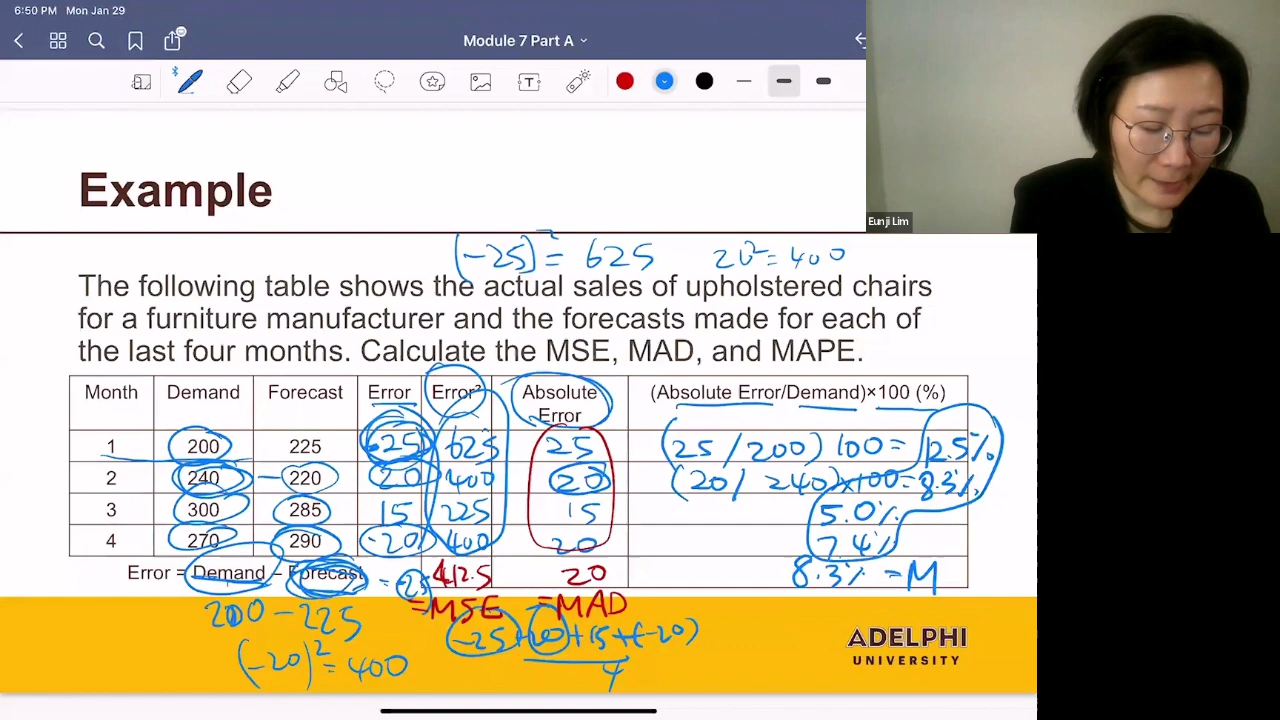 6:50 PM Mon Jan 29
Module 7 Part A
T
Eunji Lim
Example
(-25)² = 625 20² = 400
The following table shows the actual sales of upholstered chairs
for a furniture manufacturer and the forecasts made for each of
the last four months. Calculate the MSE, MAD, and MAPE.
Month Demand Forecast Error Error² Absolute Error (Absolute Error/Demand)×100 (%)
1 200 225 -25 625 25 (25 / 200) 100 = 12.5%
2 240 - 220 20 400 20 (20 / 240) ×100 = 8.3%
3 300 285 15 225 15 5.0%
4 270 290 -20 400 20 7.4%
Error = Demand - Forecast = -25 412.5 20 8.3% = M
200 - 225 = MSE = MAD
(-25 + 20 + 15 + (-20)
4
(-20)² = 400
ADELPHI
UNIVERSITY